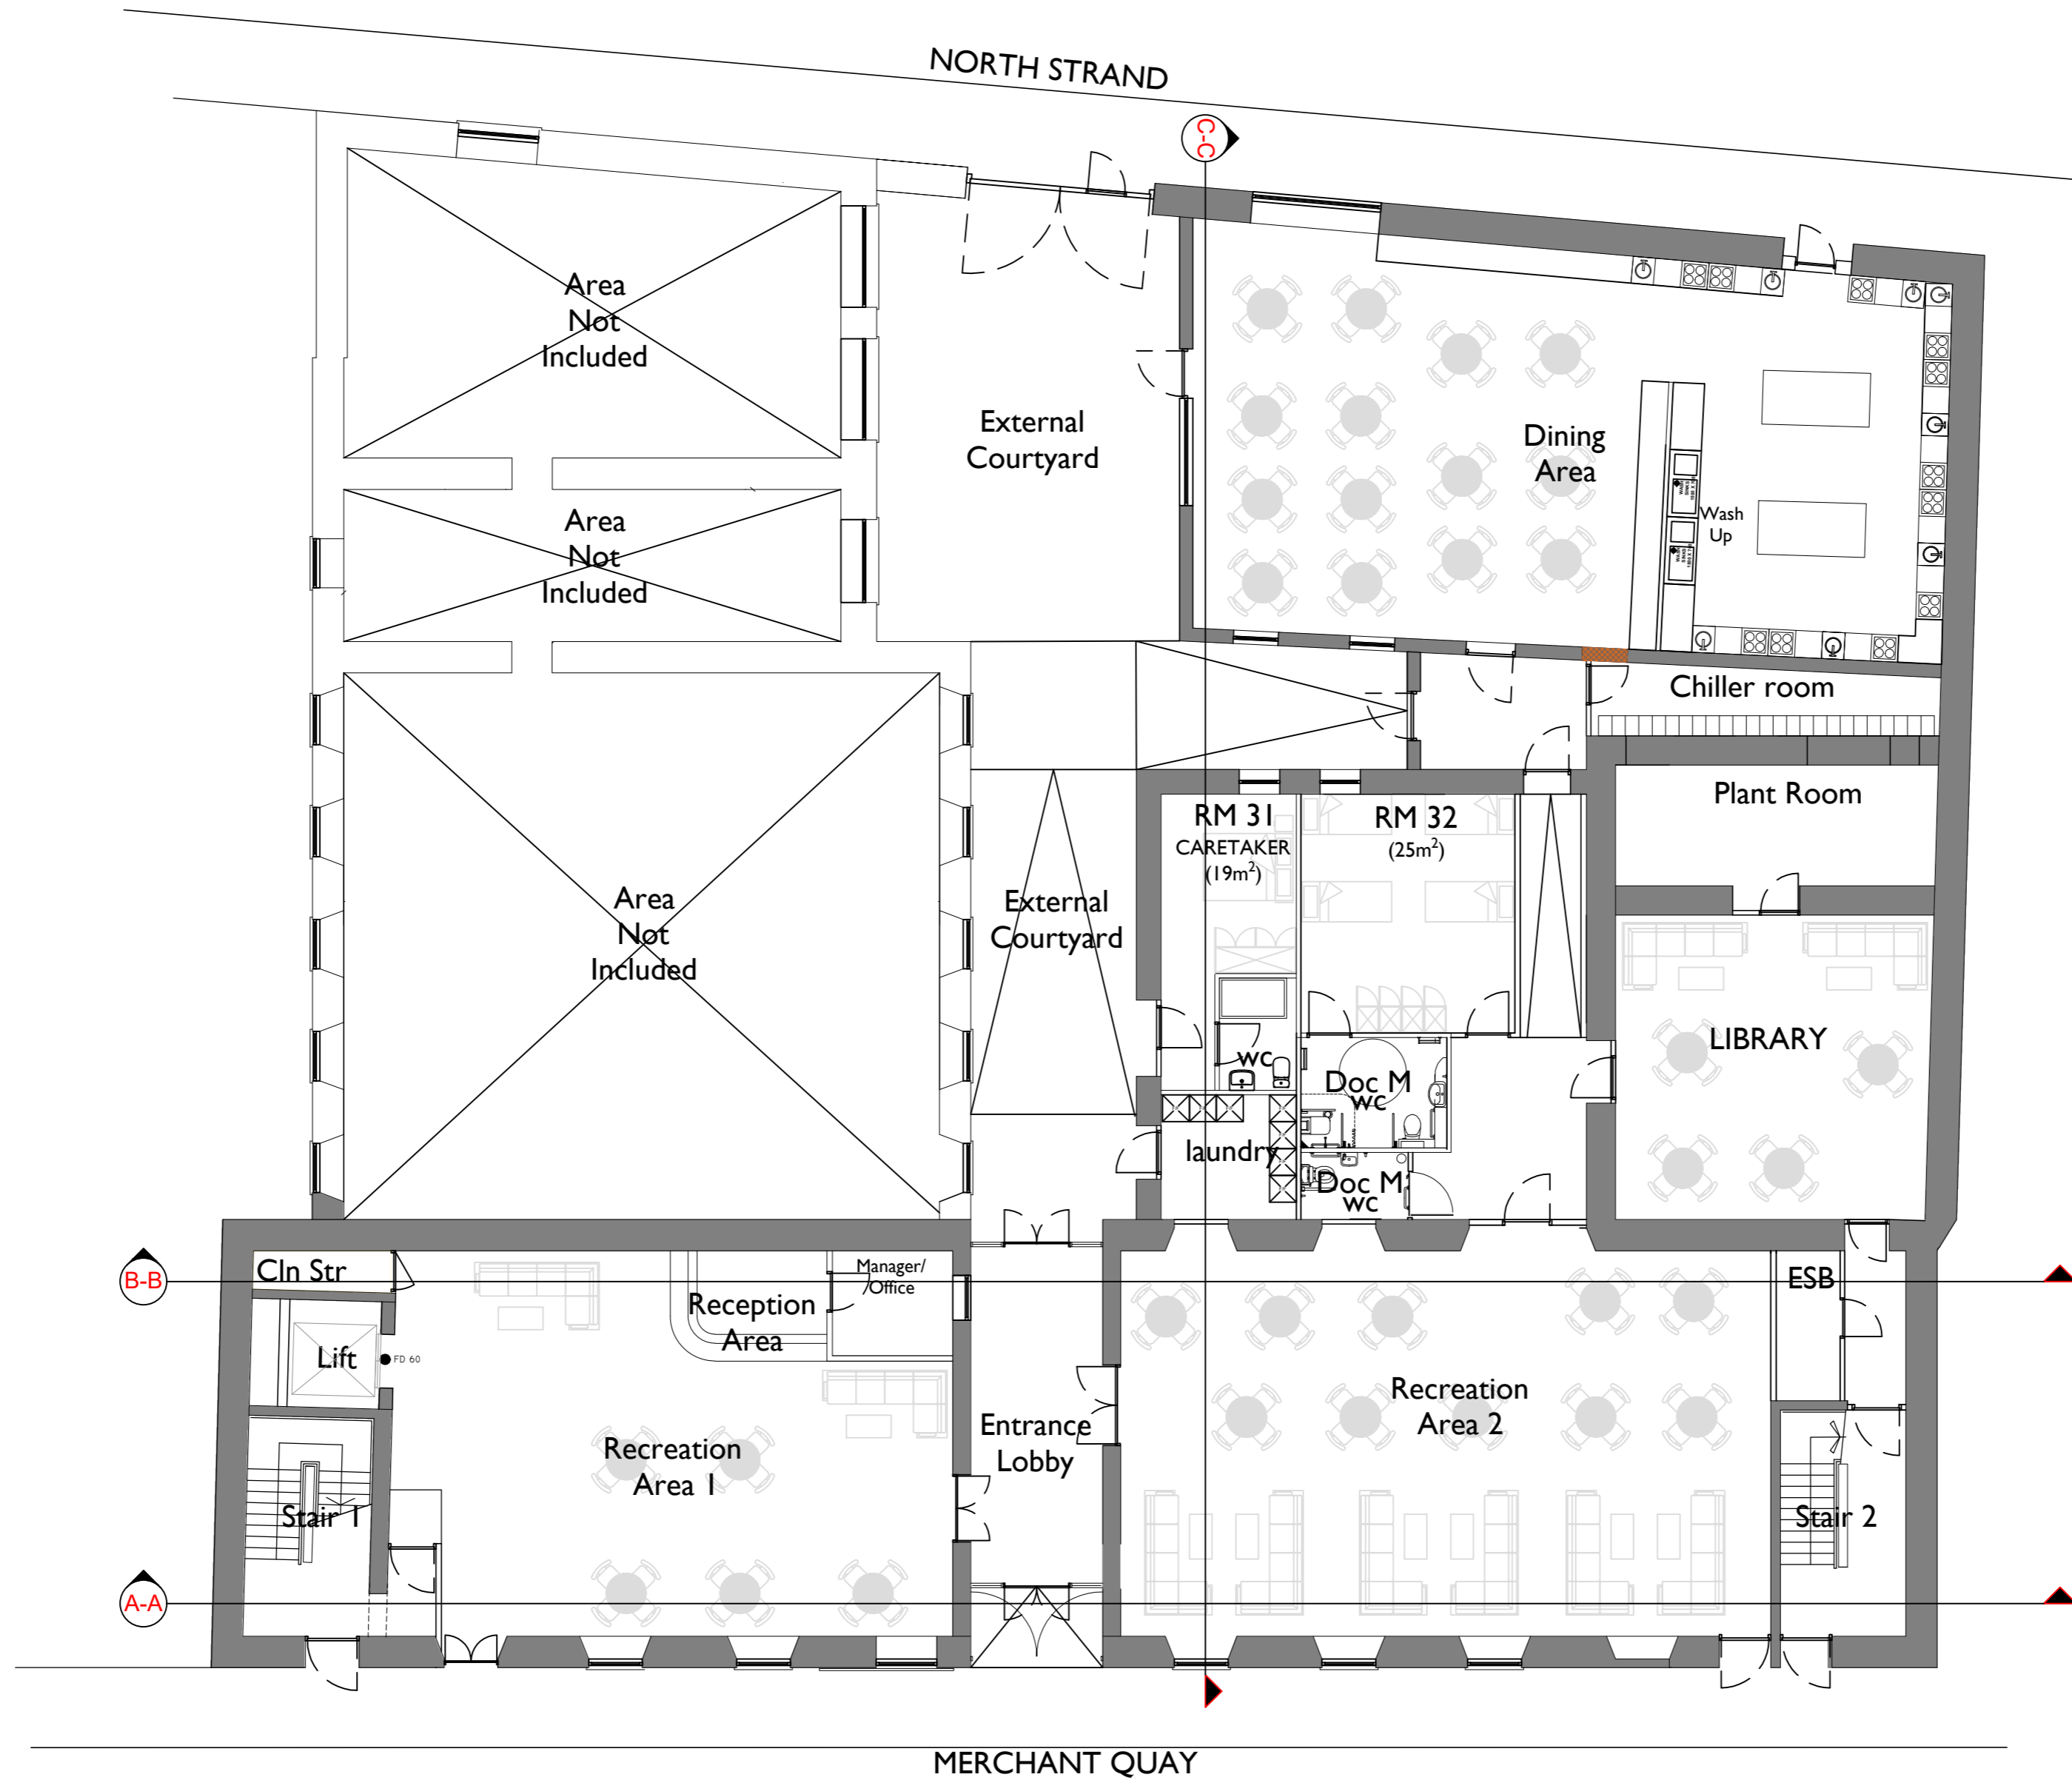 NORTH STRAND
C-C
Area
Not
Included
External
Courtyard
Dining
Area
Wash
Up
Area
Not
Included
Chiller room
Plant Room
RM 31
CARETAKER
(19m²)
RM 32
(25m²)
Area
Not
Included
External
Courtyard
LIBRARY
wc
Doc M
wc
laundry
Doc M
wc
B-B
Cln Str
Manager/
Office
Reception
Area
ESB
Lift
FD 60
Recreation
Area 2
Entrance
Lobby
Recreation
Area 1
Stair 1
Stair 2
A-A
MERCHANT QUAY